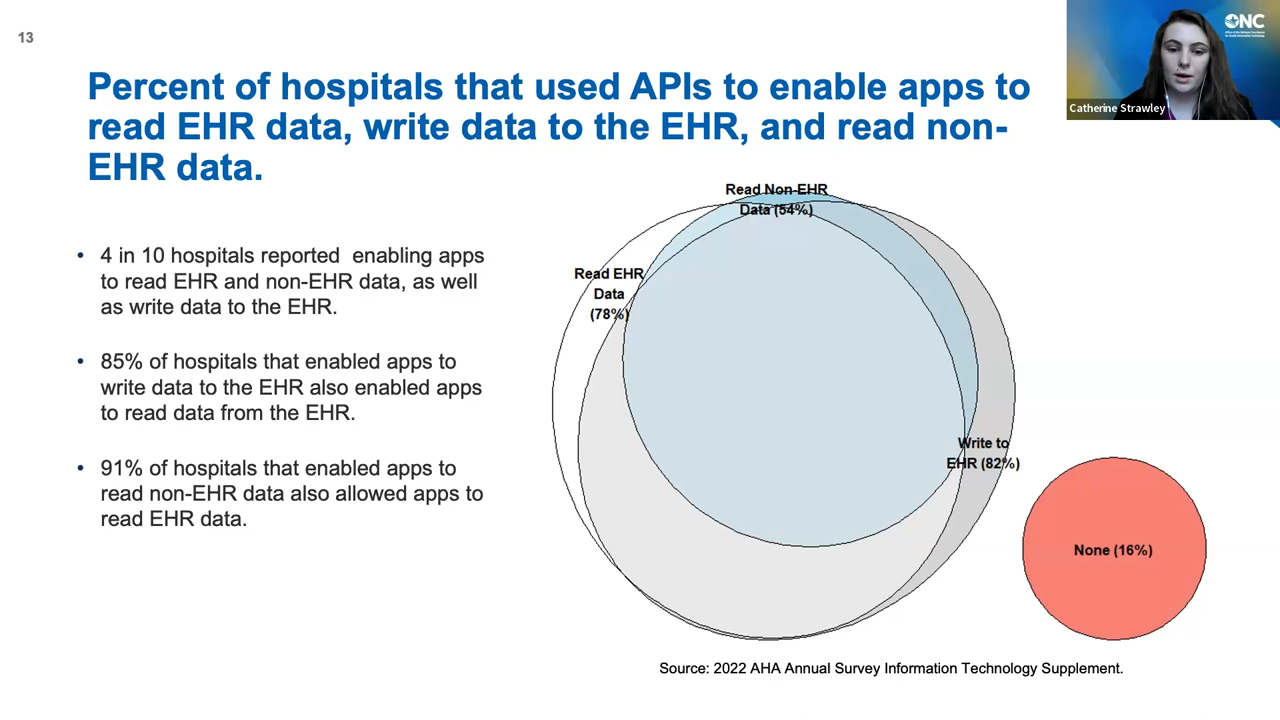 13
ONC
Catherine Strawley
Percent of hospitals that used APIs to enable apps to
read EHR data, write data to the EHR, and read non-
EHR data.
• 4 in 10 hospitals reported enabling apps
to read EHR and non-EHR data, as well
as write data to the EHR.
• 85% of hospitals that enabled apps to
write data to the EHR also enabled apps
to read data from the EHR.
• 91% of hospitals that enabled apps to
read non-EHR data also allowed apps to
read EHR data.
Read Non-EHR
Data (54%)
Read EHR
Data
(78%)
Write to
EHR (82%)
None (16%)
Source: 2022 AHA Annual Survey Information Technology Supplement.